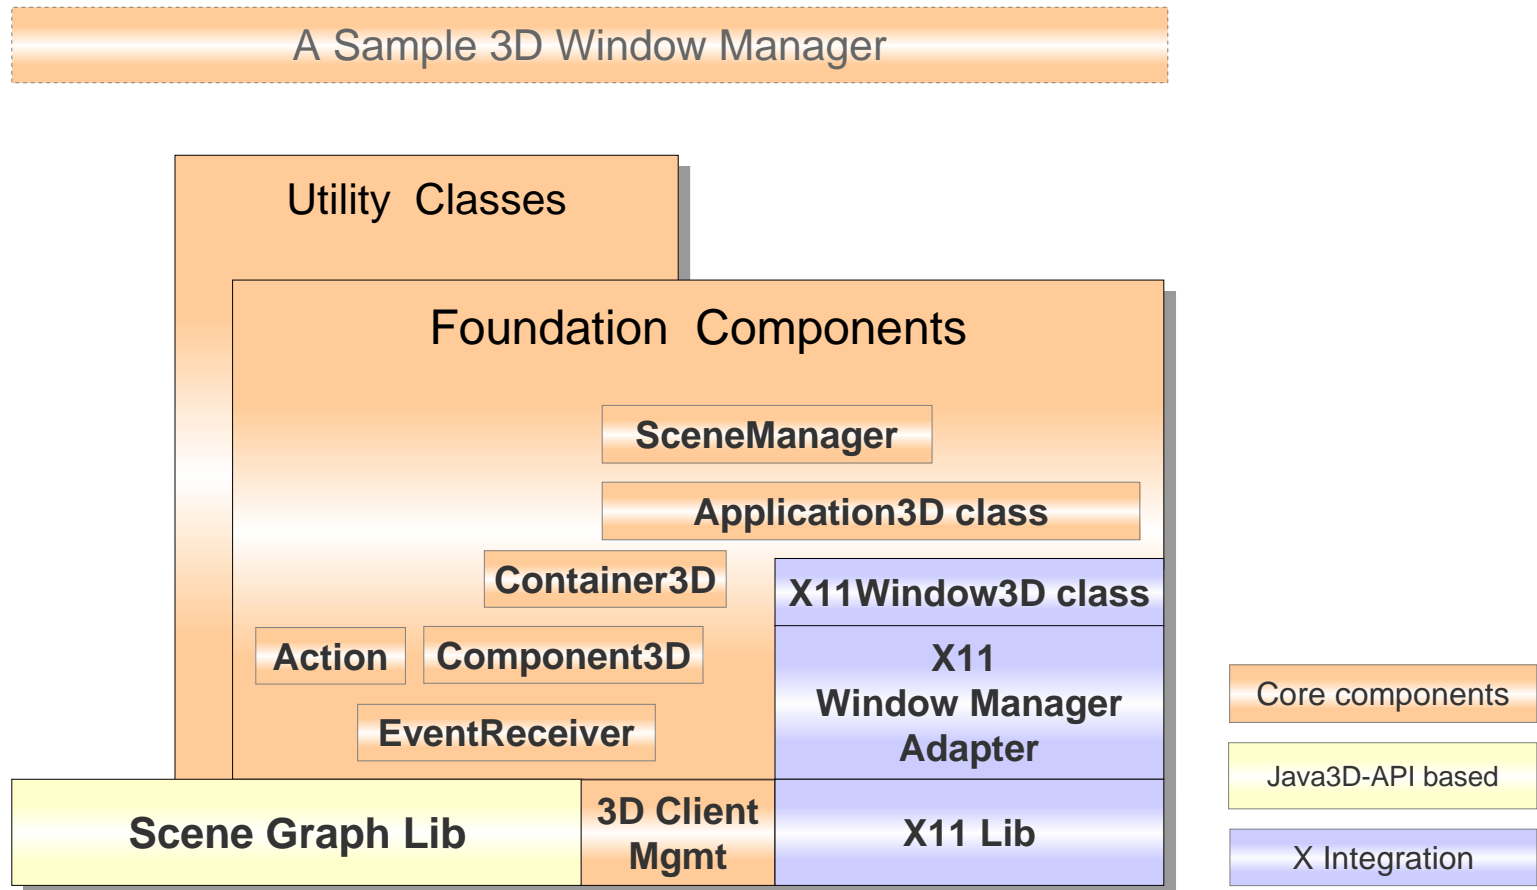 A Sample 3D Window Manager
Utility Classes
Foundation Components
SceneManager
Application3D class
Container3D
X11Window3D class
Action
Component3D
X11
Window Manager
Adapter
EventReceiver
Scene Graph Lib
3D Client
Mgmt
X11 Lib
Core components
Java3D-API based
X Integration